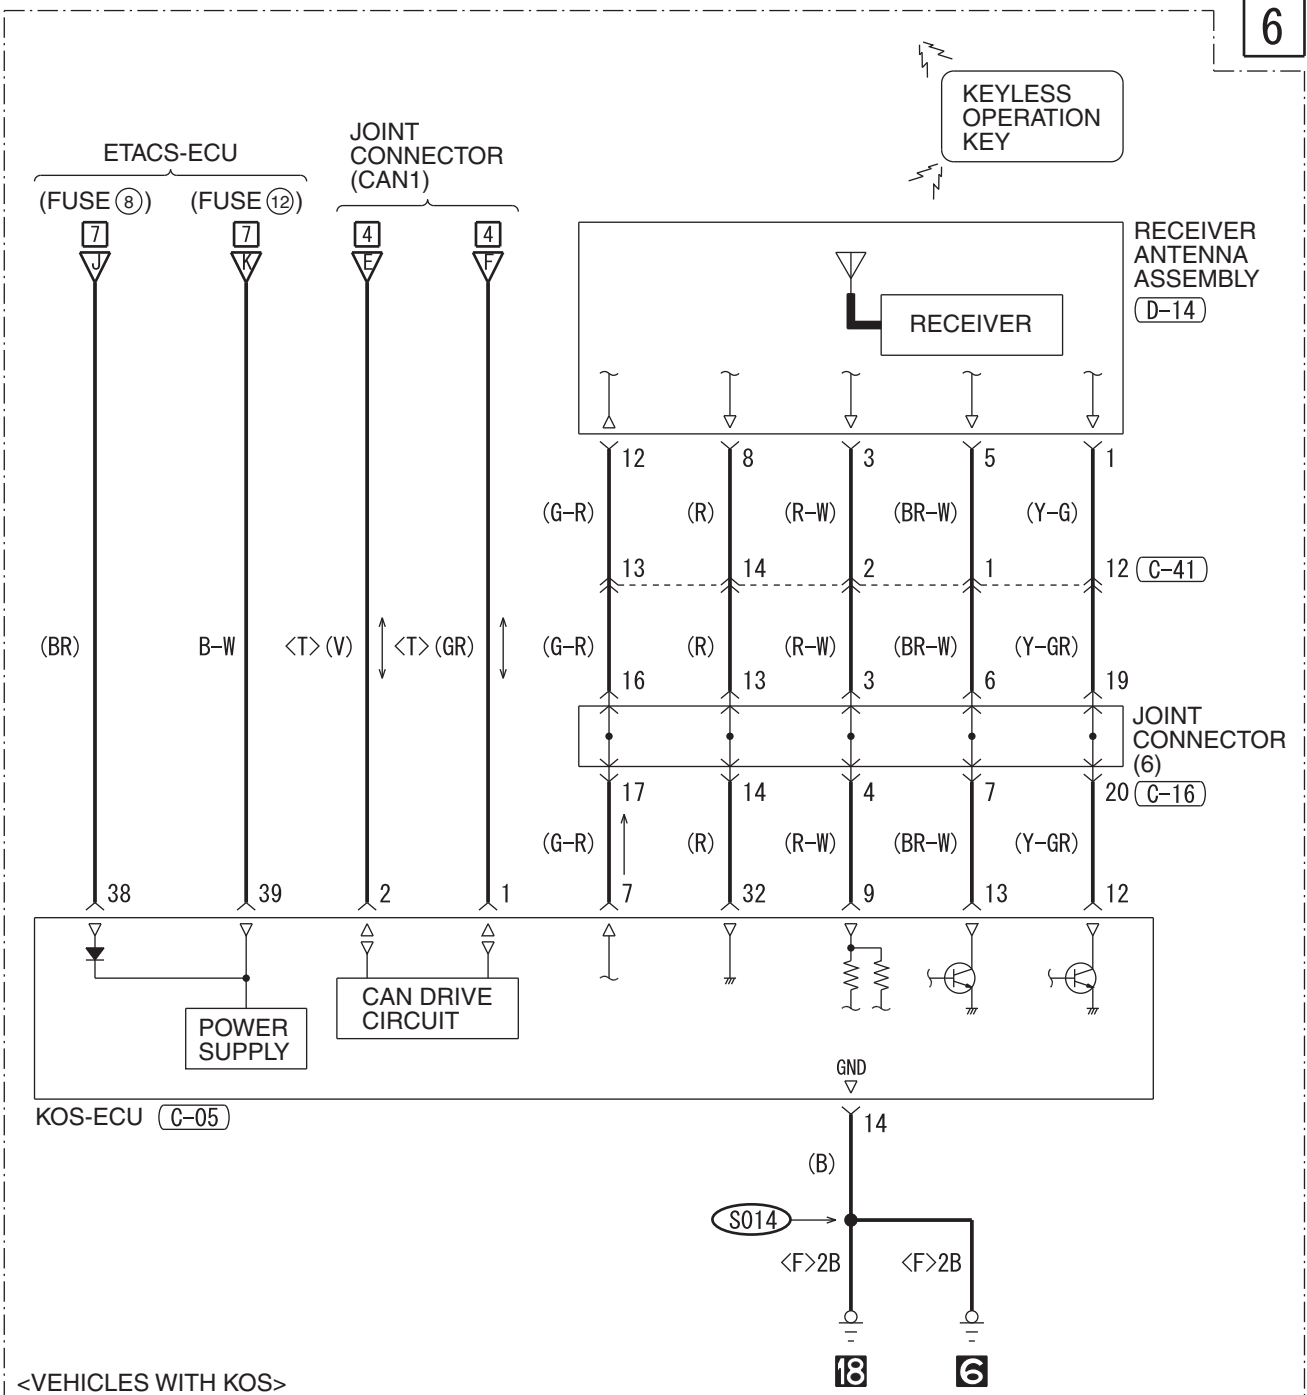 6
KEYLESS
OPERATION
KEY
ETACS-ECU
JOINT
CONNECTOR
(CAN1)
(FUSE 8) (FUSE 12)
7 7 4 4
J K E F
RECEIVER
ANTENNA
ASSEMBLY
D-14
RECEIVER
12 8 3 5 1
(G-R) (R) (R-W) (BR-W) (Y-G)
13 14 2 1 12 C-41
(BR) B-W <T>(V) <T>(GR) (G-R) (R) (R-W) (BR-W) (Y-GR)
16 13 3 6 19
JOINT
CONNECTOR
(6)
17 14 4 7 20 C-16
(G-R) (R) (R-W) (BR-W) (Y-GR)
38 39 2 1 7 32 9 13 12
CAN DRIVE
CIRCUIT
POWER
SUPPLY
GND
KOS-ECU C-05
14
(B)
S014
<F>2B <F>2B
18 6
<VEHICLES WITH KOS>